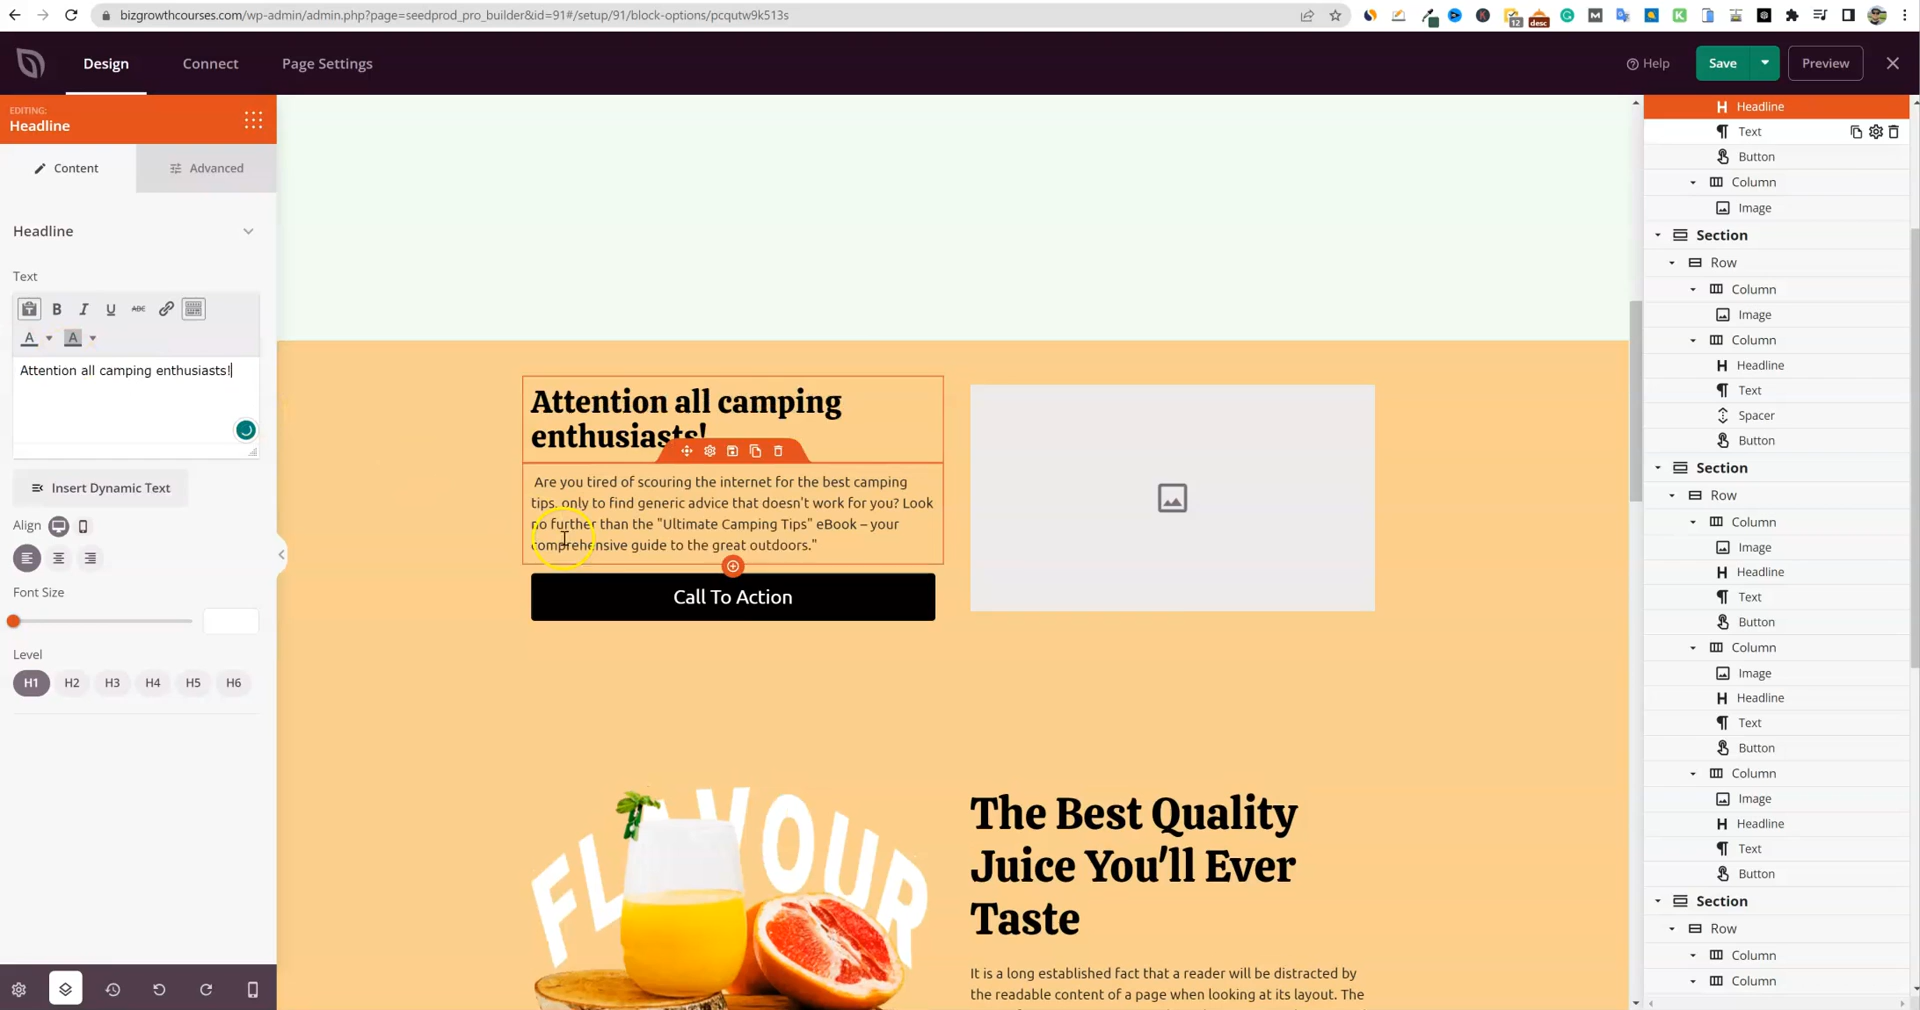 bizgrowthcourses.com/wp-admin/admin.php?page=seedprod_pro_builder&id=91#/setup/91/block-options/pcqutw9k513s
12
desc
Design
Connect
Page Settings
Help
Save
Preview
EDITING:
Headline
Content
Advanced
Headline
Text
B
I
U
ABC
A
A
Attention all camping enthusiasts!
Insert Dynamic Text
Align
Font Size
Level
H1
H2
H3
H4
H5
H6
Attention all camping
enthusiasts!
Are you tired of scouring the internet for the best camping
tips, only to find generic advice that doesn't work for you? Look
no further than the "Ultimate Camping Tips" eBook – your
comprehensive guide to the great outdoors."
Call To Action
FLAVOUR
The Best Quality
Juice You'll Ever
Taste
It is a long established fact that a reader will be distracted by
the readable content of a page when looking at its layout. The
H Headline
Text
Button
Column
Image
Section
Row
Column
Image
Column
H Headline
Text
Spacer
Button
Section
Row
Column
Image
H Headline
Text
Button
Column
Image
H Headline
Text
Button
Column
Image
H Headline
Text
Button
Section
Row
Column
Column